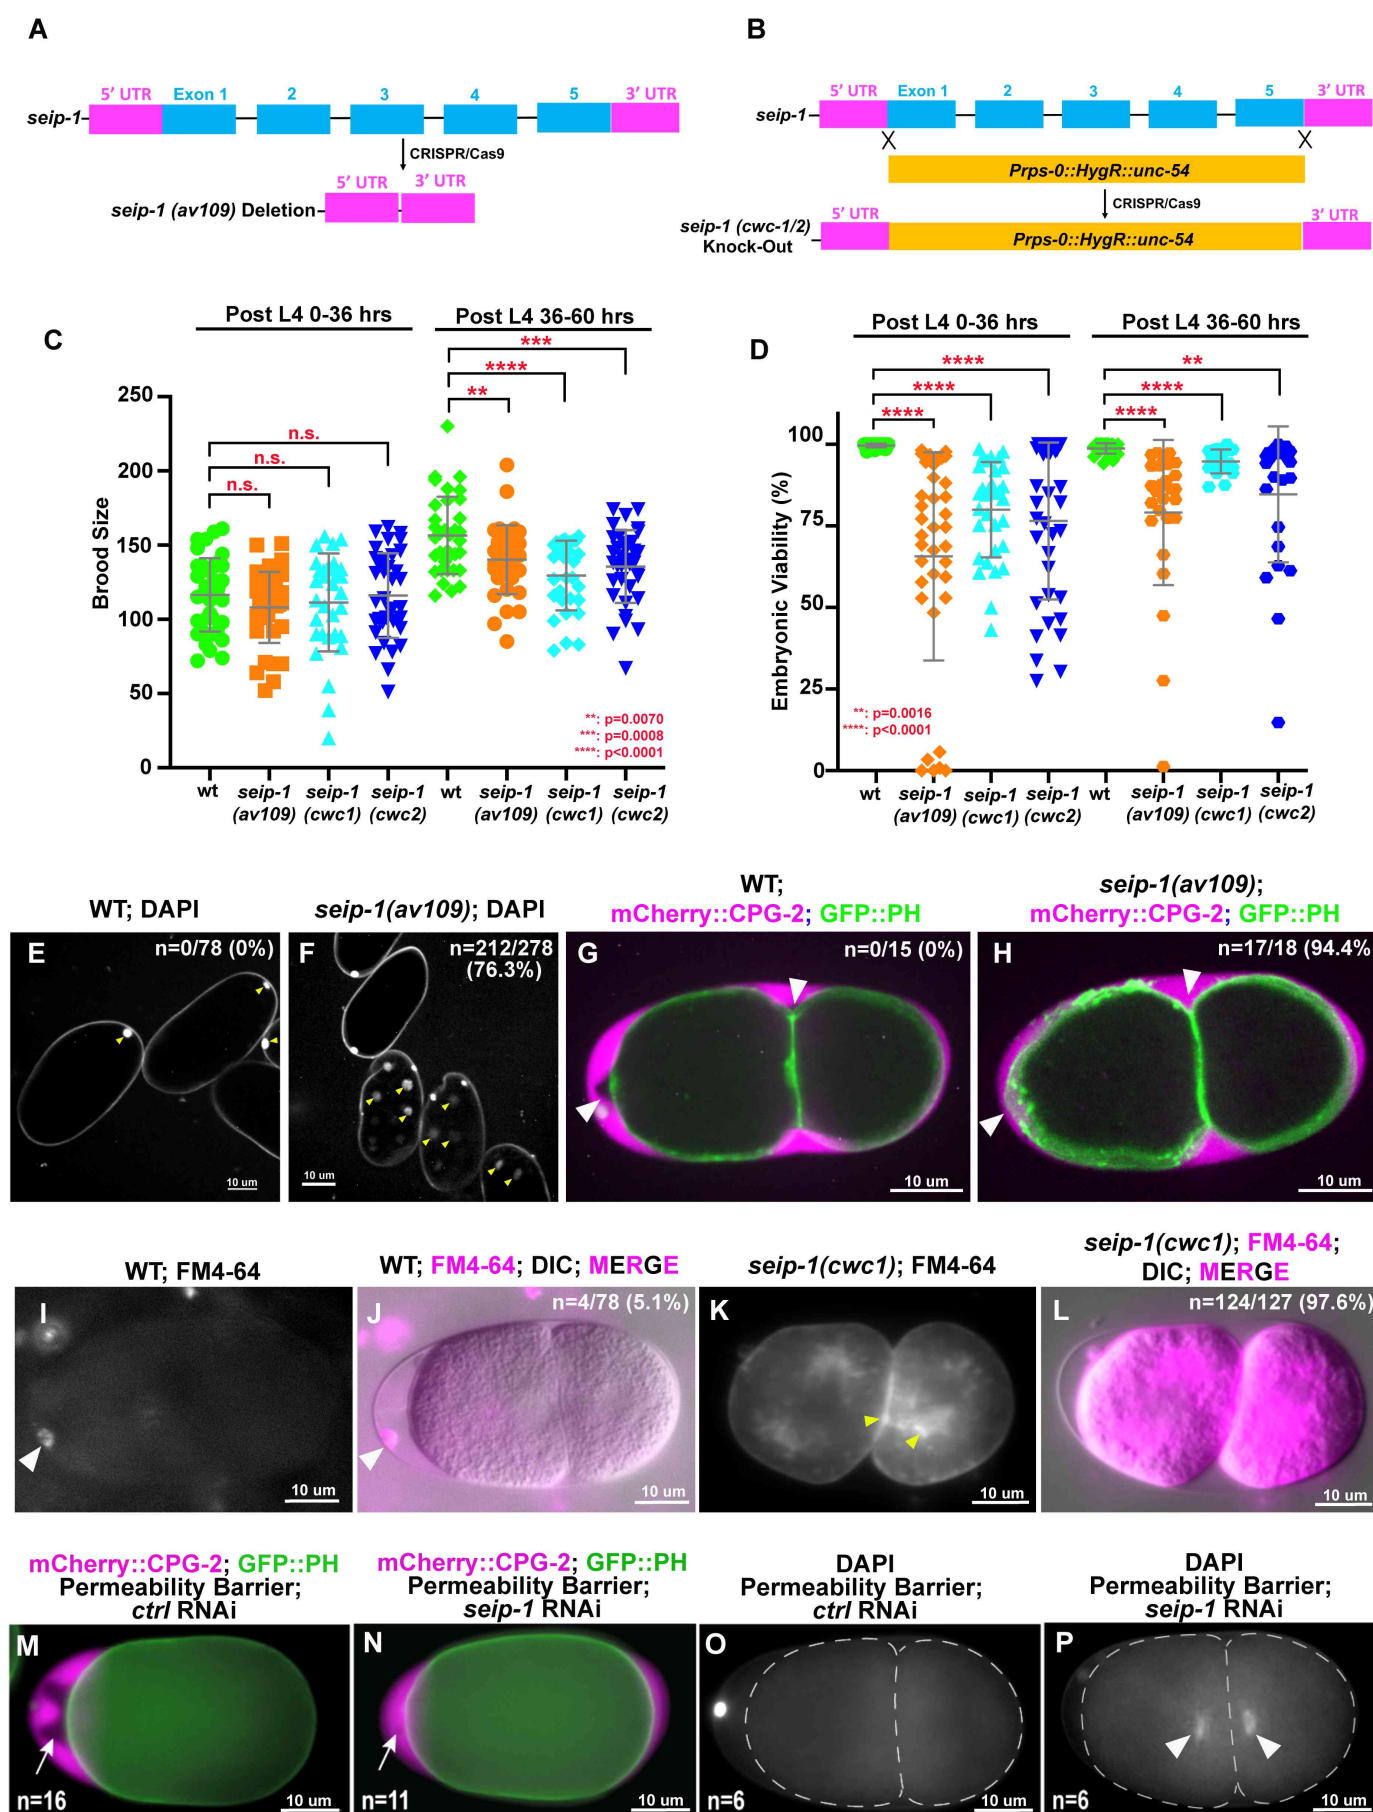 A
5′ UTR Exon 1 2 3 4 5 3′ UTR
seip-1
CRISPR/Cas9
5′ UTR 3′ UTR
seip-1 (av109) Deletion
B
5′ UTR Exon 1 2 3 4 5 3′ UTR
seip-1
X X
Prps-0::HygR::unc-54
CRISPR/Cas9
5′ UTR 3′ UTR
seip-1 (cwc-1/2)
Knock-Out
Prps-0::HygR::unc-54
C
Post L4 0-36 hrs Post L4 36-60 hrs
***
****
**
n.s.
n.s.
n.s.
Brood Size
250
200
150
100
50
0
**: p=0.0070
***: p=0.0008
****: p<0.0001
wt seip-1 seip-1 seip-1 wt seip-1 seip-1 seip-1
(av109) (cwc1) (cwc2) (av109) (cwc1) (cwc2)
D
Post L4 0-36 hrs Post L4 36-60 hrs
**** **
**** ****
**** ****
Embryonic Viability (%)
100
75
50
25
0
**: p=0.0016
****: p<0.0001
wt seip-1 seip-1 seip-1 wt seip-1 seip-1 seip-1
(av109) (cwc1) (cwc2) (av109) (cwc1) (cwc2)
WT; DAPI
E
n=0/78 (0%)
10 um
seip-1(av109); DAPI
F
n=212/278
(76.3%)
10 um
WT;
mCherry::CPG-2; GFP::PH
G
n=0/15 (0%)
10 um
seip-1(av109);
mCherry::CPG-2; GFP::PH
H
n=17/18 (94.4%
10 um
WT; FM4-64
I
10 um
WT; FM4-64; DIC; MERGE
J
n=4/78 (5.1%)
10 um
seip-1(cwc1); FM4-64
K
10 um
seip-1(cwc1); FM4-64;
DIC; MERGE
L
n=124/127 (97.6%)
10 um
mCherry::CPG-2; GFP::PH
Permeability Barrier;
ctrl RNAi
M
n=16
10 um
mCherry::CPG-2; GFP::PH
Permeability Barrier;
seip-1 RNAi
N
n=11
10 um
DAPI
Permeability Barrier;
ctrl RNAi
O
n=6
10 um
DAPI
Permeability Barrier;
seip-1 RNAi
P
n=6
10 um